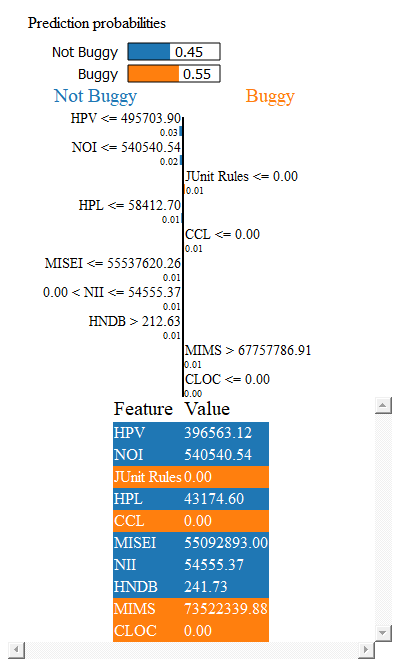 Prediction probabilities
Not Buggy 0.45
Buggy 0.55
Not Buggy Buggy
HPV <= 495703.90
0.03
NOI <= 540540.54
0.02
JUnit Rules <= 0.00
0.01
HPL <= 58412.70
0.01
CCL <= 0.00
0.01
MISEI <= 55537620.26
0.01
0.00 < NII <= 54555.37
0.01
HNDB > 212.63
0.01
MIMS > 67757786.91
0.01
CLOC <= 0.00
0.00
Feature Value
HPV 396563.12
NOI 540540.54
JUnit Rules 0.00
HPL 43174.60
CCL 0.00
MISEI 55092893.00
NII 54555.37
HNDB 241.73
MIMS 73522339.88
CLOC 0.00